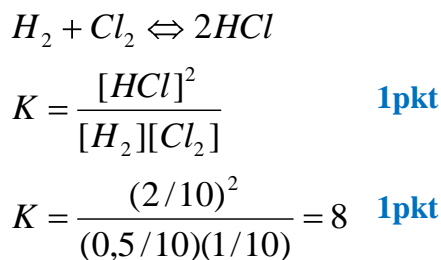 H₂ + Cl₂ ⇔ 2HCl
K = [HCl]² / [H₂][Cl₂] 1pkt
K = (2/10)² / (0,5/10)(1/10) = 8 1pkt